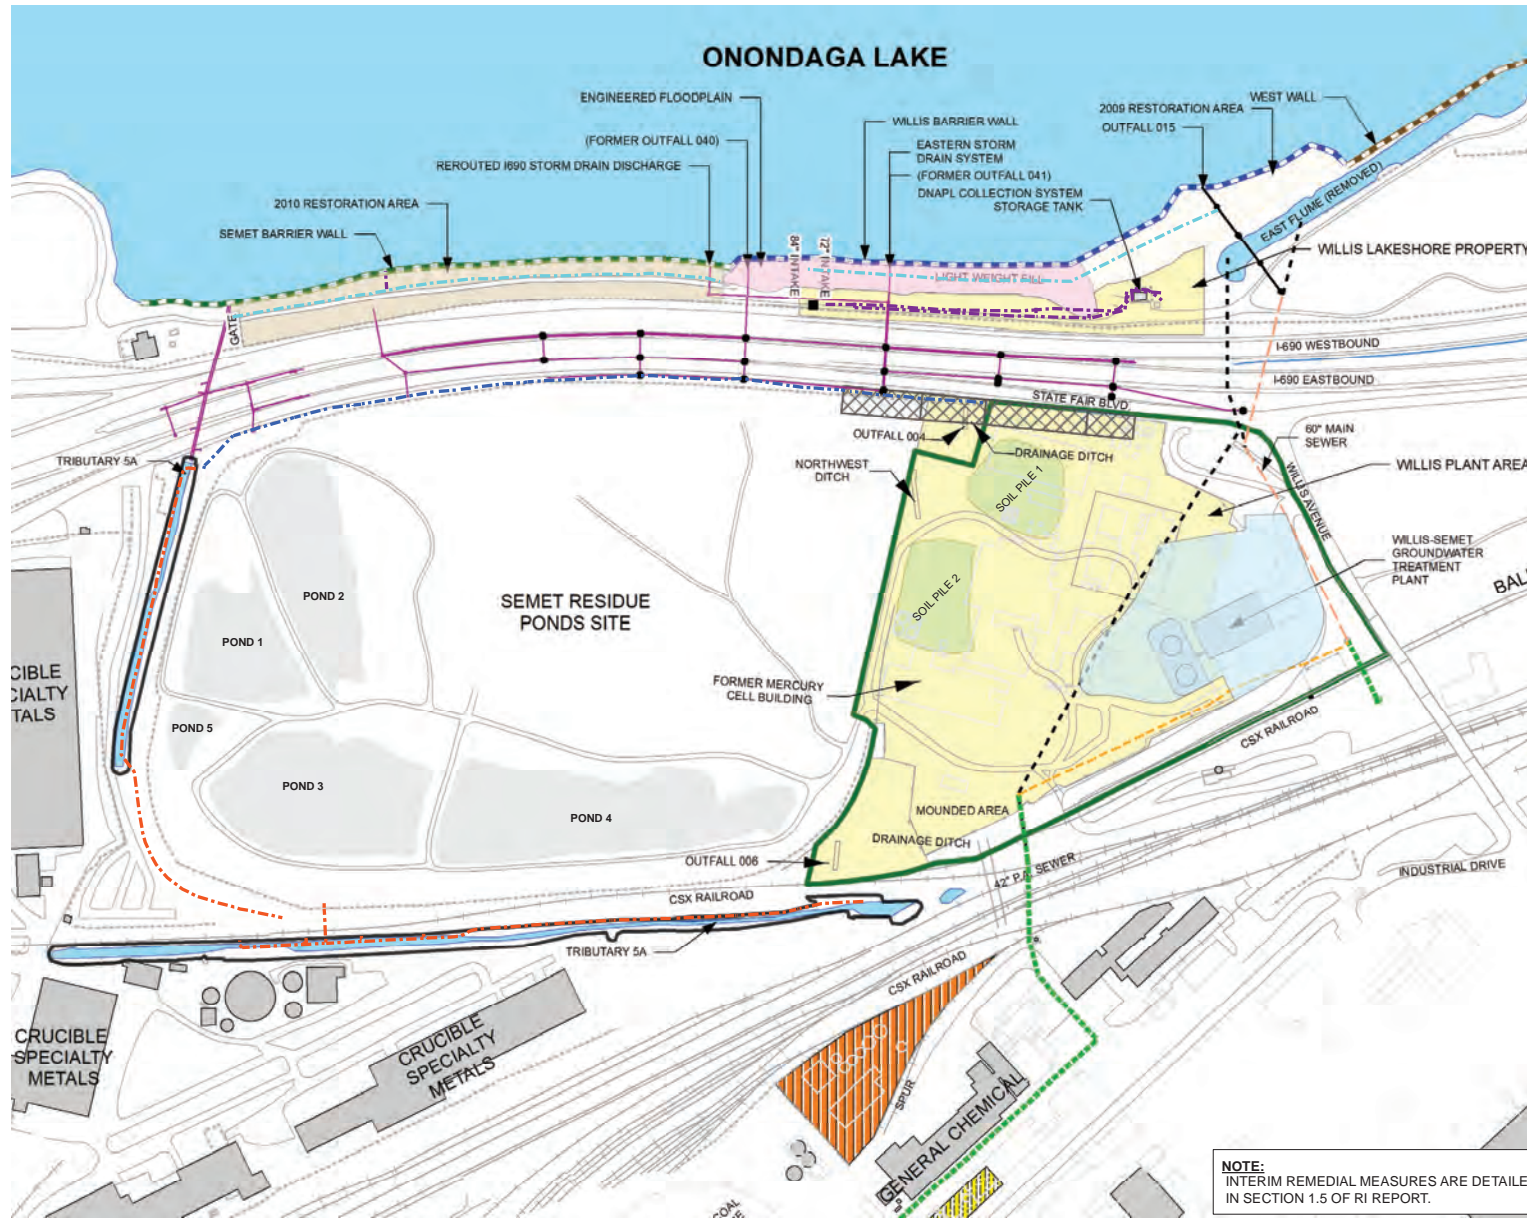 ONONDAGA LAKE
ENGINEERED FLOODPLAIN
(FORMER OUTFALL 040)
REROUTED I690 STORM DRAIN DISCHARGE
2010 RESTORATION AREA
SEMET BARRIER WALL
WILLIS BARRIER WALL
EASTERN STORM
DRAIN SYSTEM
(FORMER OUTFALL 041)
DNAPL COLLECTION SYSTEM
STORAGE TANK
WEST WALL
2009 RESTORATION AREA
OUTFALL 015
EAST FLUME (REMOVED)
WILLIS LAKESHORE PROPERTY
84" INTAKE
72" INTAKE
LIGHT WEIGHT FILL
GATE
I-690 WESTBOUND
I-690 EASTBOUND
STATE FAIR BLVD
OUTFALL 004
DRAINAGE DITCH
NORTHWEST
DITCH
60" MAIN
SEWER
WILLIS AVENUE
WILLIS PLANT AREA
TRIBUTARY 5A
SOIL PILE 1
SOIL PILE 2
WILLIS-SEMET
GROUNDWATER
TREATMENT
PLANT
BAL
POND 2
POND 1
SEMET RESIDUE
PONDS SITE
CIBLE
CIALTY
TALS
FORMER MERCURY
CELL BUILDING
POND 5
POND 3
POND 4
CSX RAILROAD
MOUNDED AREA
DRAINAGE DITCH
OUTFALL 006
42" P.A. SEWER
INDUSTRIAL DRIVE
CSX RAILROAD
TRIBUTARY 5A
CSX RAILROAD
CRUCIBLE
SPECIALTY
METALS
CRUCIBLE
SPECIALTY
METALS
SPUR
GENERAL CHEMICAL
COAL
NOTE:
INTERIM REMEDIAL MEASURES ARE DETAILE
IN SECTION 1.5 OF RI REPORT.